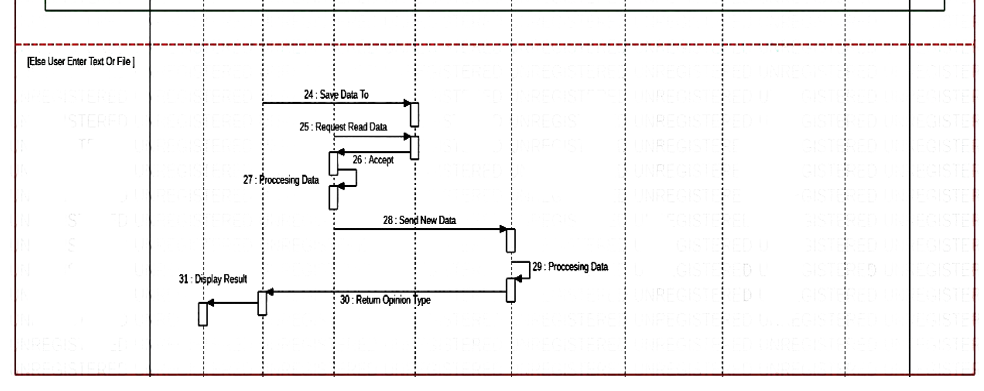 [Else User Enter Text Or File ]
24 : Save Data To
25 : Request Read Data
26 : Accept
27 : Proccesing Data
28 : Send New Data
29 : Proccesing Data
31 : Display Result
30 : Return Opinion Type